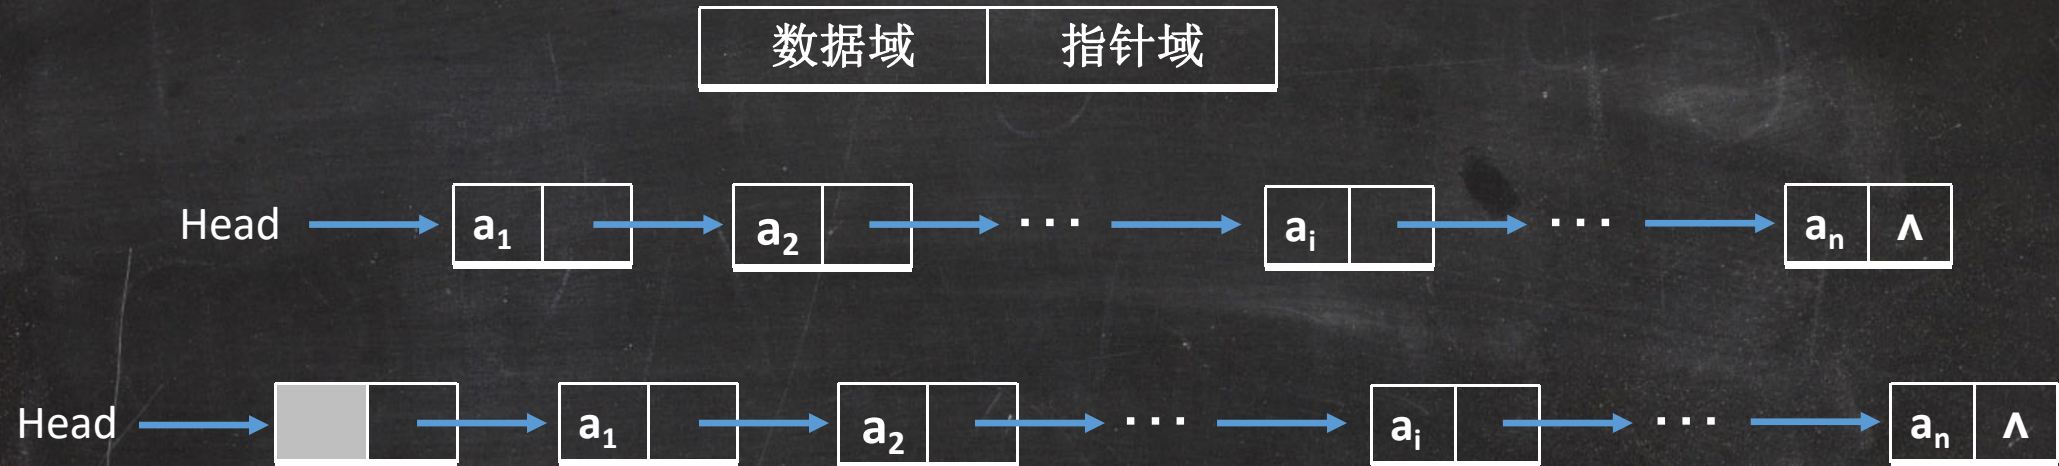 数据域 指针域
Head a₁ a₂ ··· aᵢ ··· aₙ ∧
Head a₁ a₂ ··· aᵢ ··· aₙ ∧